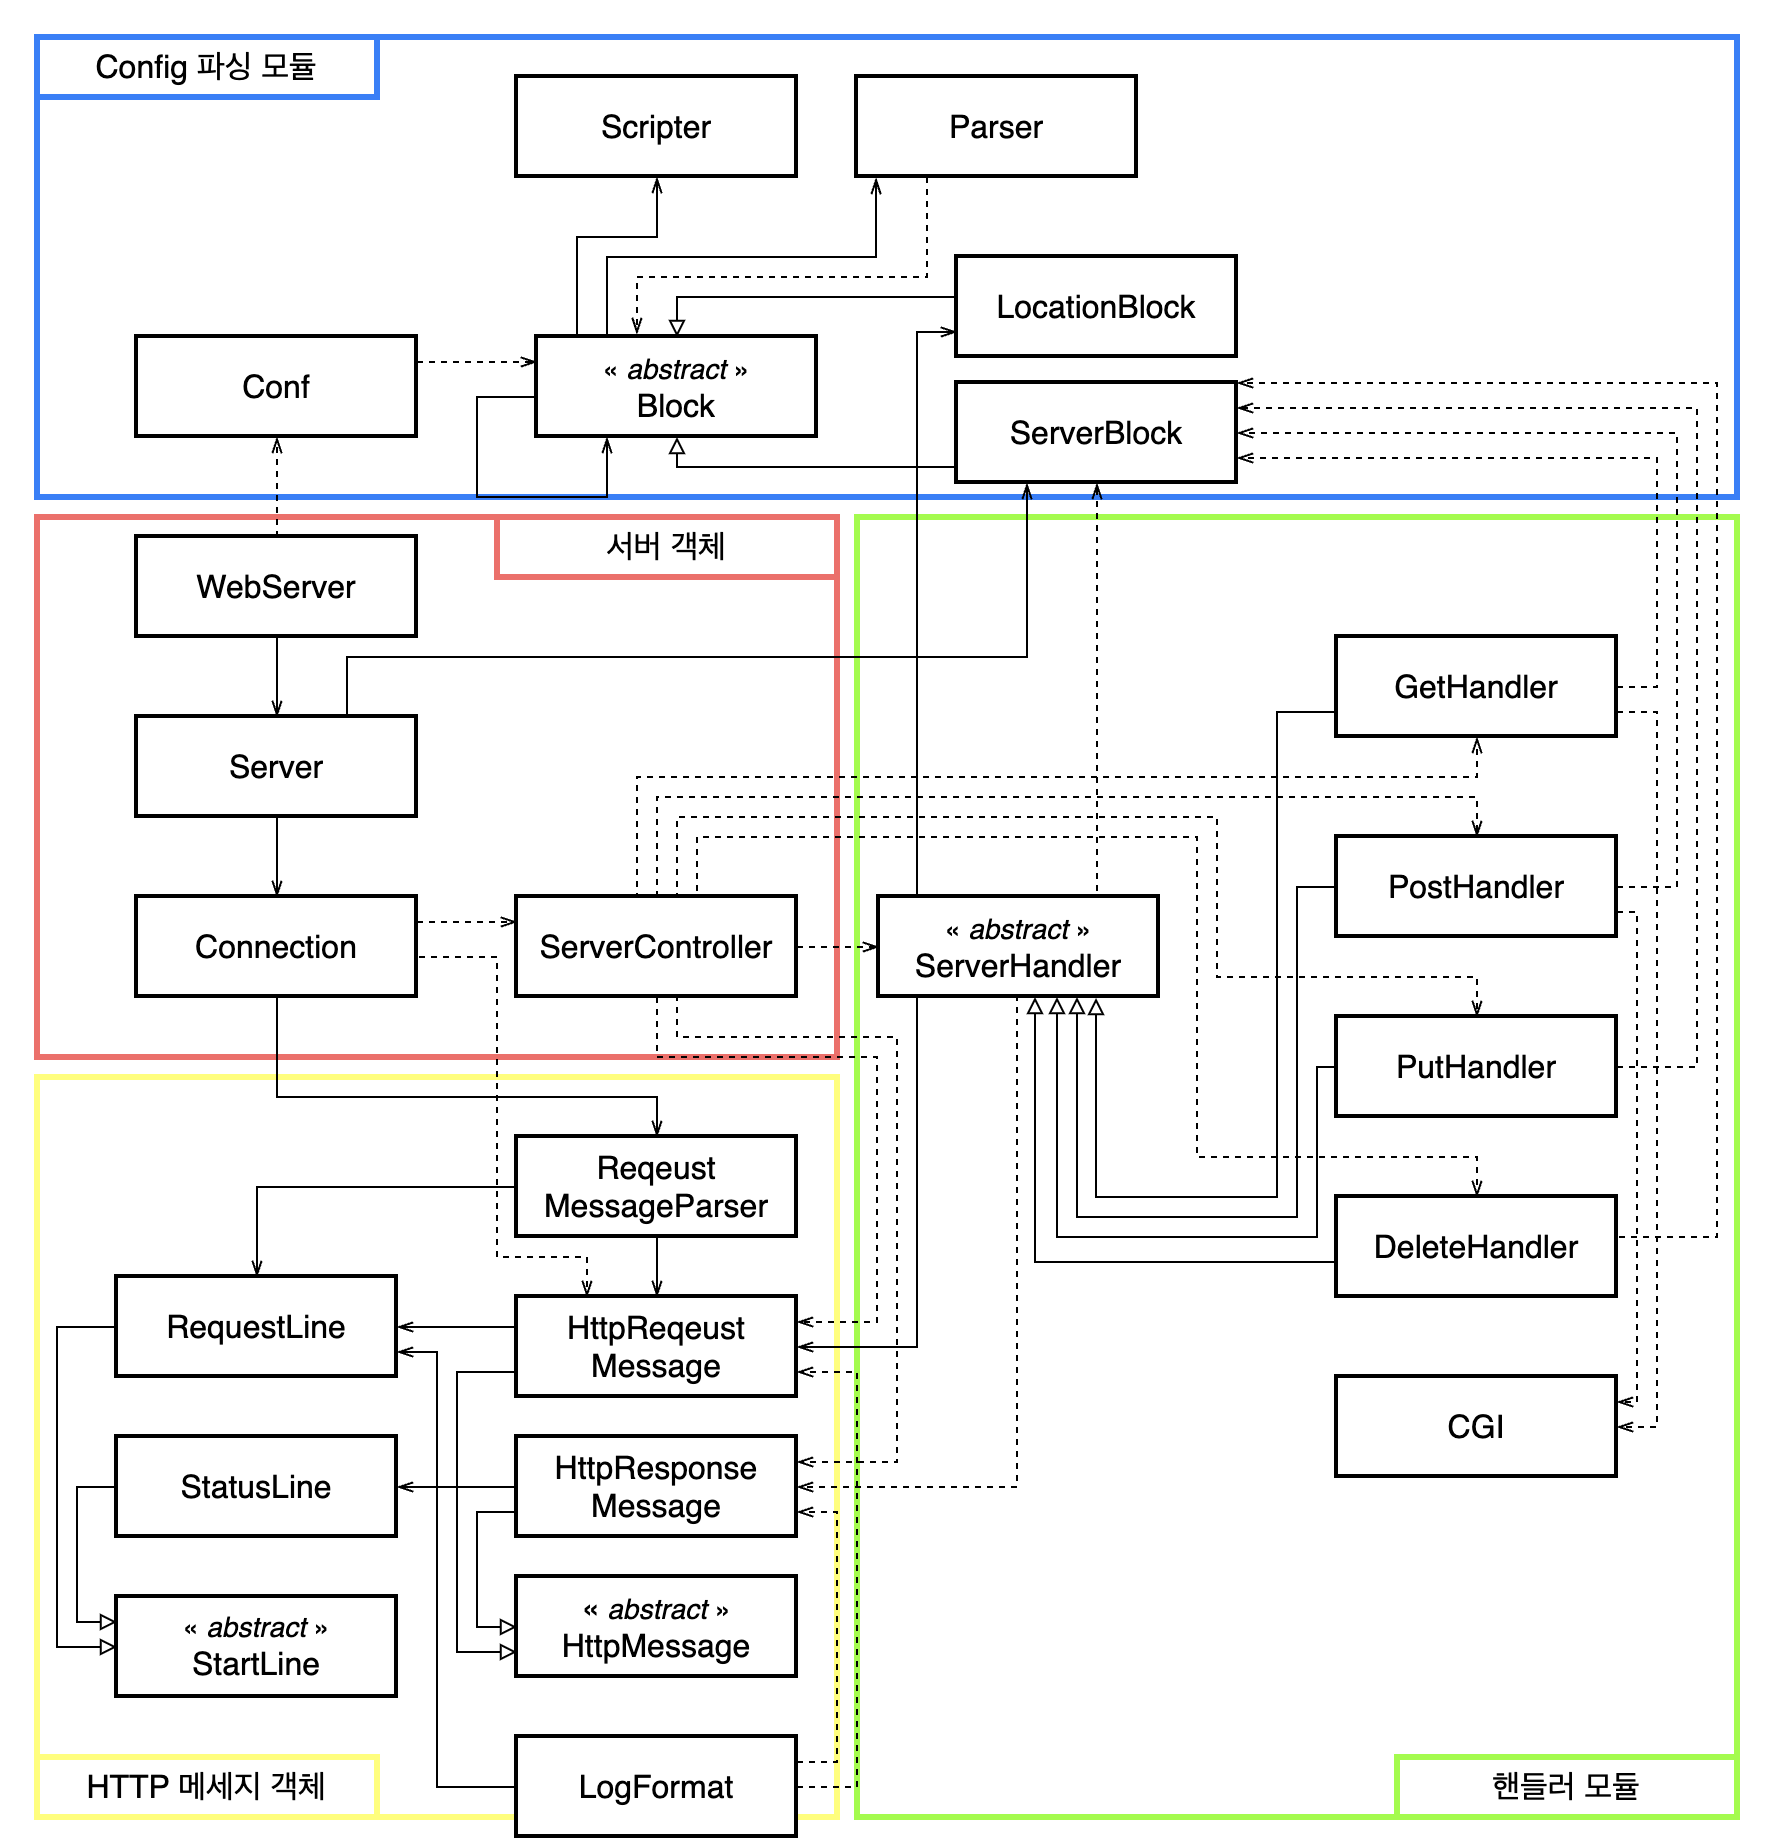 Config 파싱 모듈
Scripter
Parser
LocationBlock
Conf
« abstract »
Block
ServerBlock
서버 객체
WebServer
GetHandler
Server
PostHandler
Connection
ServerController
« abstract »
ServerHandler
PutHandler
Reqeust
MessageParser
DeleteHandler
RequestLine
HttpReqeust
Message
CGI
StatusLine
HttpResponse
Message
« abstract »
StartLine
« abstract »
HttpMessage
HTTP 메세지 객체
LogFormat
핸들러 모듈